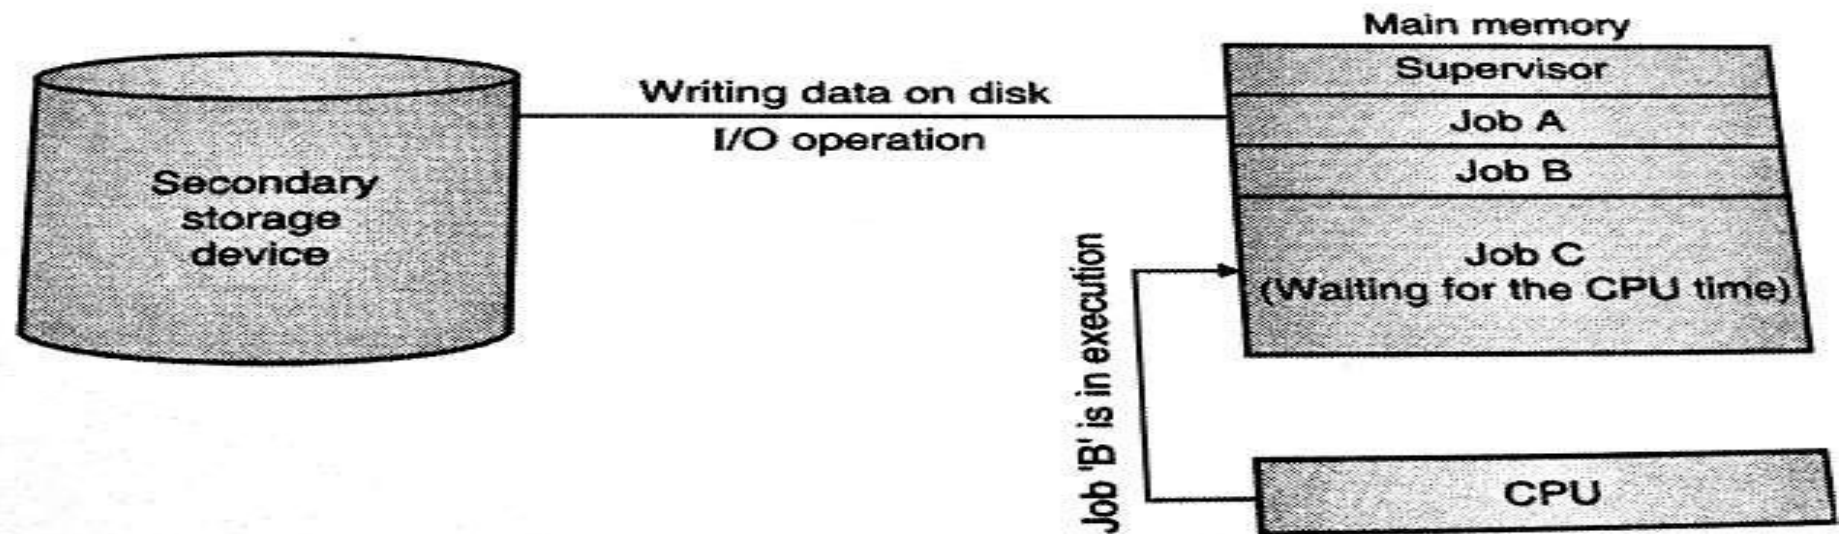 Main memory
Supervisor
Writing data on disk
I/O operation
Job A
Job B
Secondary
storage
device
Job C
(Waiting for the CPU time)
Job 'B' is in execution
CPU